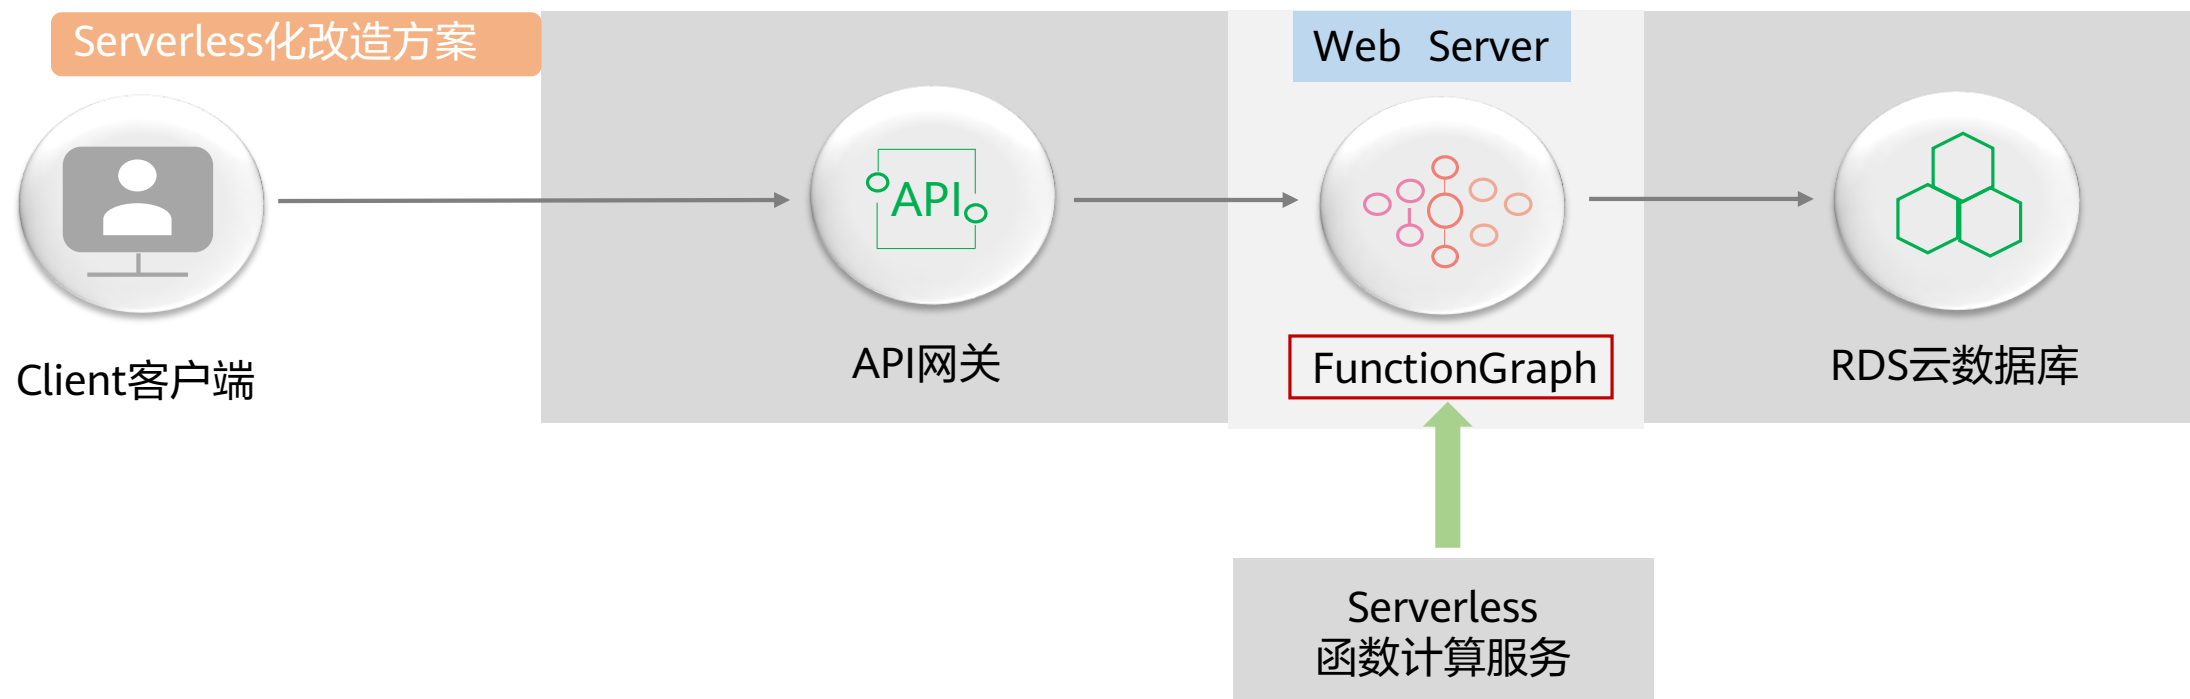 Serverless化改造方案
Web Server
API
Client客户端
API网关
FunctionGraph
RDS云数据库
Serverless
函数计算服务